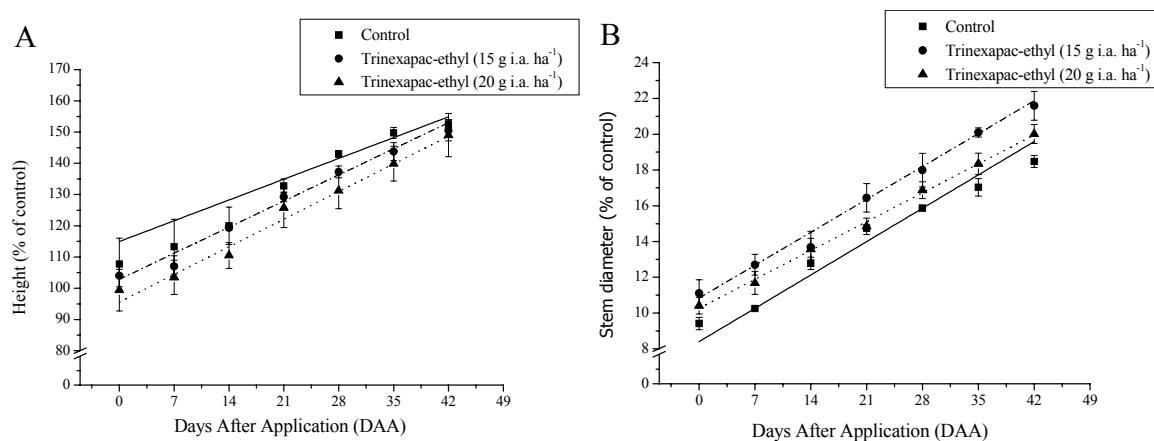 A
Control
Trinexapac-ethyl (15 g i.a. ha⁻¹)
Trinexapac-ethyl (20 g i.a. ha⁻¹)
170
160
150
140
130
120
110
100
90
80
0
Height (% of control)
0 7 14 21 28 35 42 49
Days After Application (DAA)
B
Control
Trinexapac-ethyl (15 g i.a. ha⁻¹)
Trinexapac-ethyl (20 g i.a. ha⁻¹)
24
22
20
18
16
14
12
10
8
0
Stem diameter (% of control)
0 7 14 21 28 35 42 49
Days After Application (DAA)